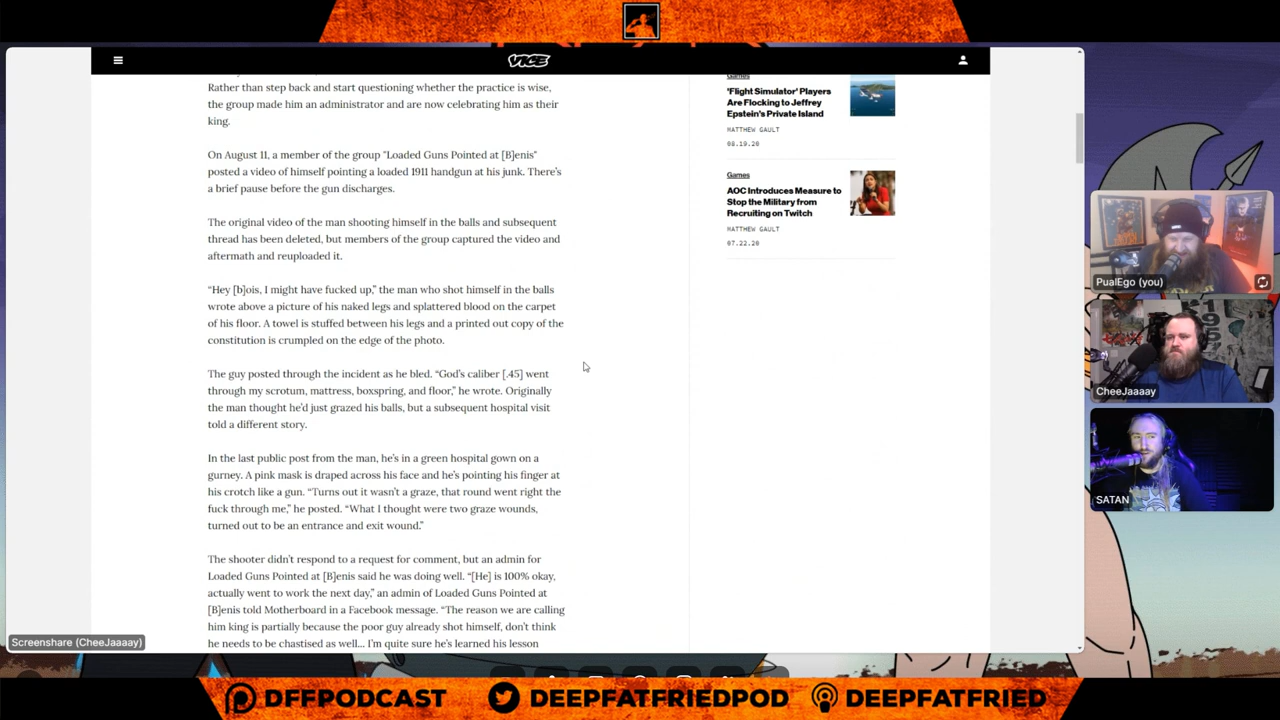 VICE
Rather than step back and start questioning whether the practice is wise,
the group made him an administrator and are now celebrating him as their
king.
On August 11, a member of the group "Loaded Guns Pointed at [B]enis"
posted a video of himself pointing a loaded 1911 handgun at his junk. There's
a brief pause before the gun discharges.
The original video of the man shooting himself in the balls and subsequent
thread has been deleted, but members of the group captured the video and
aftermath and reuploaded it.
“Hey [b]ois, I might have fucked up,” the man who shot himself in the balls
wrote above a picture of his naked legs and splattered blood on the carpet
of his floor. A towel is stuffed between his legs and a printed out copy of the
constitution is crumpled on the edge of the photo.
The guy posted through the incident as he bled. “God’s caliber [.45] went
through my scrotum, mattress, boxspring, and floor,” he wrote. Originally
the man thought he’d just grazed his balls, but a subsequent hospital visit
told a different story.
In the last public post from the man, he’s in a green hospital gown on a
gurney. A pink mask is draped across his face and he’s pointing his finger at
his crotch like a gun. “Turns out it wasn’t a graze, that round went right the
fuck through me,” he posted. “What I thought were two graze wounds,
turned out to be an entrance and exit wound.”
The shooter didn’t respond to a request for comment, but an admin for
Loaded Guns Pointed at [B]enis said he was doing well. “[He] is 100% okay,
actually went to work the next day,” an admin of Loaded Guns Pointed at
[B]enis told Motherboard in a Facebook message. “The reason we are calling
him king is partially because the poor guy already shot himself, don’t think
he needs to be chastised as well... I’m quite sure he’s learned his lesson
Games
'Flight Simulator' Players
Are Flocking to Jeffrey
Epstein's Private Island
MATTHEW GAULT
08.19.20
Games
AOC Introduces Measure to
Stop the Military from
Recruiting on Twitch
MATTHEW GAULT
07.22.20
PualEgo (you)
CheeJaaaay
SATAN
Screenshare (CheeJaaaay)
DFFPODCAST
DEEPFATFRIEDPOD
DEEPFATFRIED